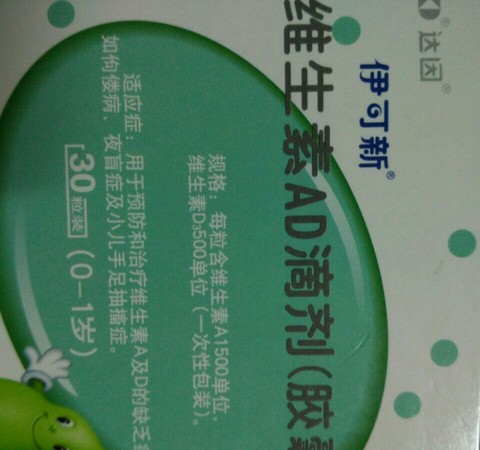 达因®
伊可新®
维生素AD滴剂(胶
规格：每粒含维生素A1500单位，
维生素D3500单位（一次性包装）。
适应症：用于预防和治疗维生素A及D的缺乏
如佝偻病、夜盲症及小儿手足抽搐症。
30粒装（0-1岁）